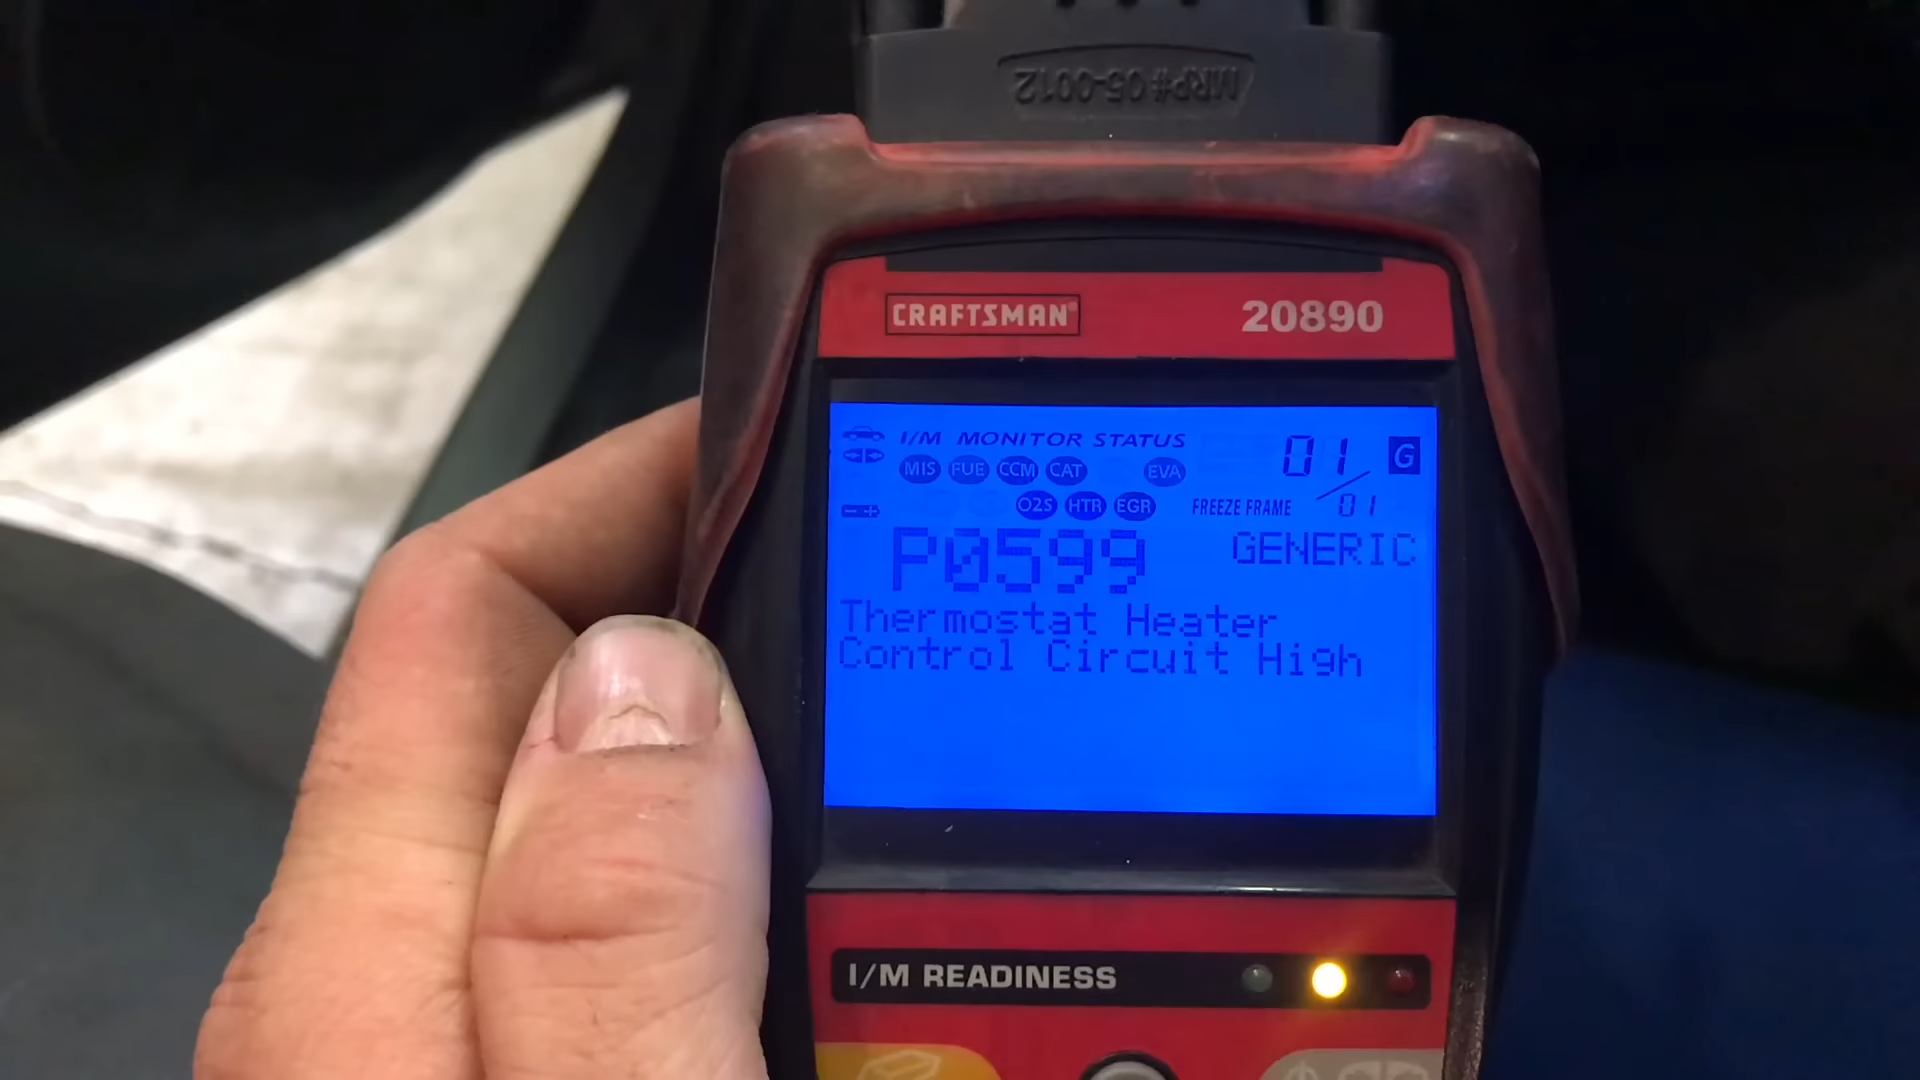 MRP# 05-0012
CRAFTSMAN®
20890
I/M MONITOR STATUS
01
G
MIS FUE CCM CAT EVA
O2S HTR EGR
FREEZE FRAME
/01
P0599
GENERIC
Thermostat Heater
Control Circuit High
I/M READINESS